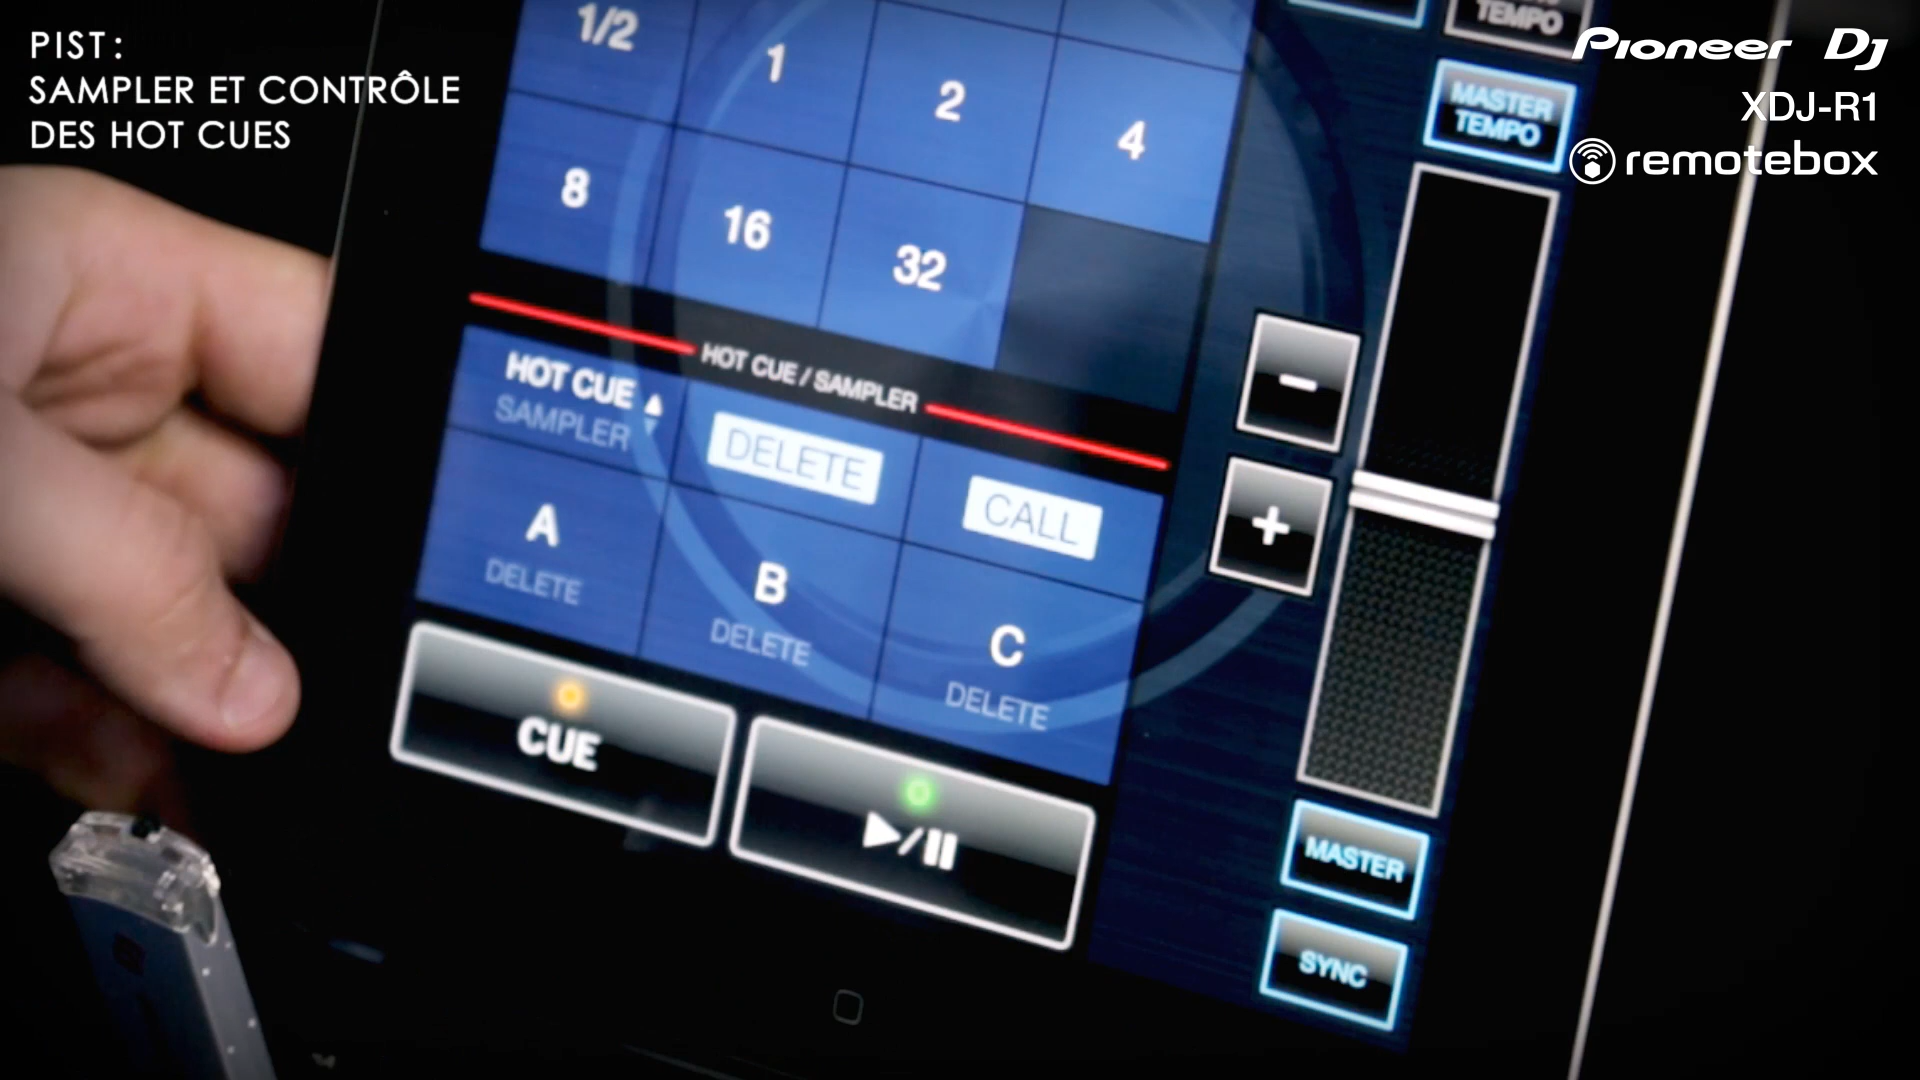 PIST:
SAMPLER ET CONTRÔLE
DES HOT CUES
Pioneer Dj
XDJ-R1
remotebox
TEMPO
MASTER
TEMPO
1/2
1
2
4
8
16
32
HOT CUE / SAMPLER
HOT CUE
SAMPLER
DELETE
CALL
A
DELETE
B
DELETE
C
DELETE
-
+
CUE
MASTER
SYNC